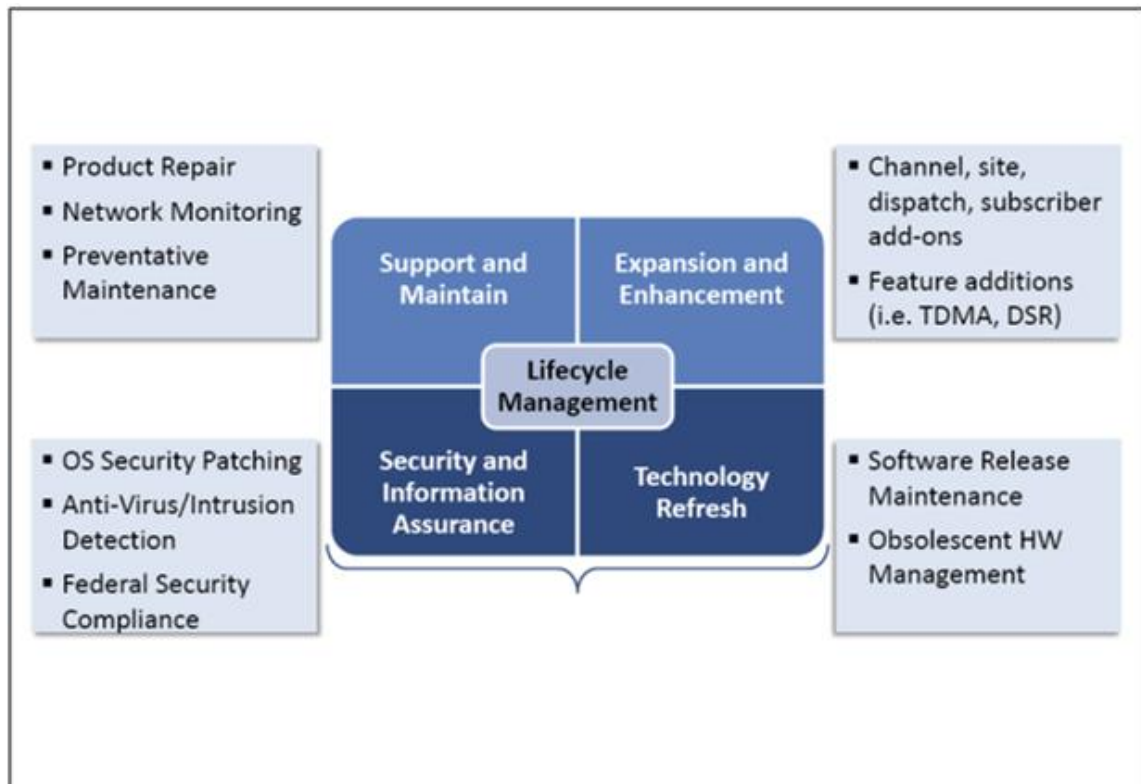 ▪ Product Repair
▪ Network Monitoring
▪ Preventative
Maintenance
Support and
Maintain
Expansion and
Enhancement
▪ Channel, site,
dispatch, subscriber
add-ons
▪ Feature additions
(i.e. TDMA, DSR)
Lifecycle
Management
▪ OS Security Patching
▪ Anti-Virus/Intrusion
Detection
▪ Federal Security
Compliance
Security and
Information
Assurance
Technology
Refresh
▪ Software Release
Maintenance
▪ Obsolescent HW
Management